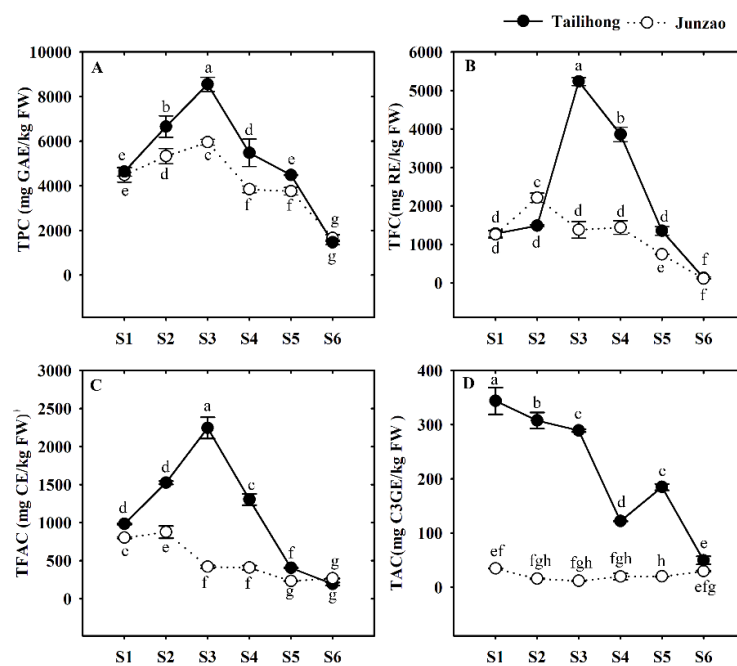 Tailihong Junzao
A
TPC (mg GAE/kg FW)
10000
8000
6000
4000
2000
0
e b a d e g
e d c f f g
S1 S2 S3 S4 S5 S6
B
TFC(mg RE/kg FW)
6000
5000
4000
3000
2000
1000
0
d c a b d f
d d d d e f
S1 S2 S3 S4 S5 S6
C
TFAC (mg CE/kg FW)
3000
2500
2000
1500
1000
500
0
d d a c f g
c e f f g g
S1 S2 S3 S4 S5 S6
D
TAC(mg C3GE/kg FW )
400
300
200
100
0
a b c d c e
ef fgh fgh fgh h efg
S1 S2 S3 S4 S5 S6